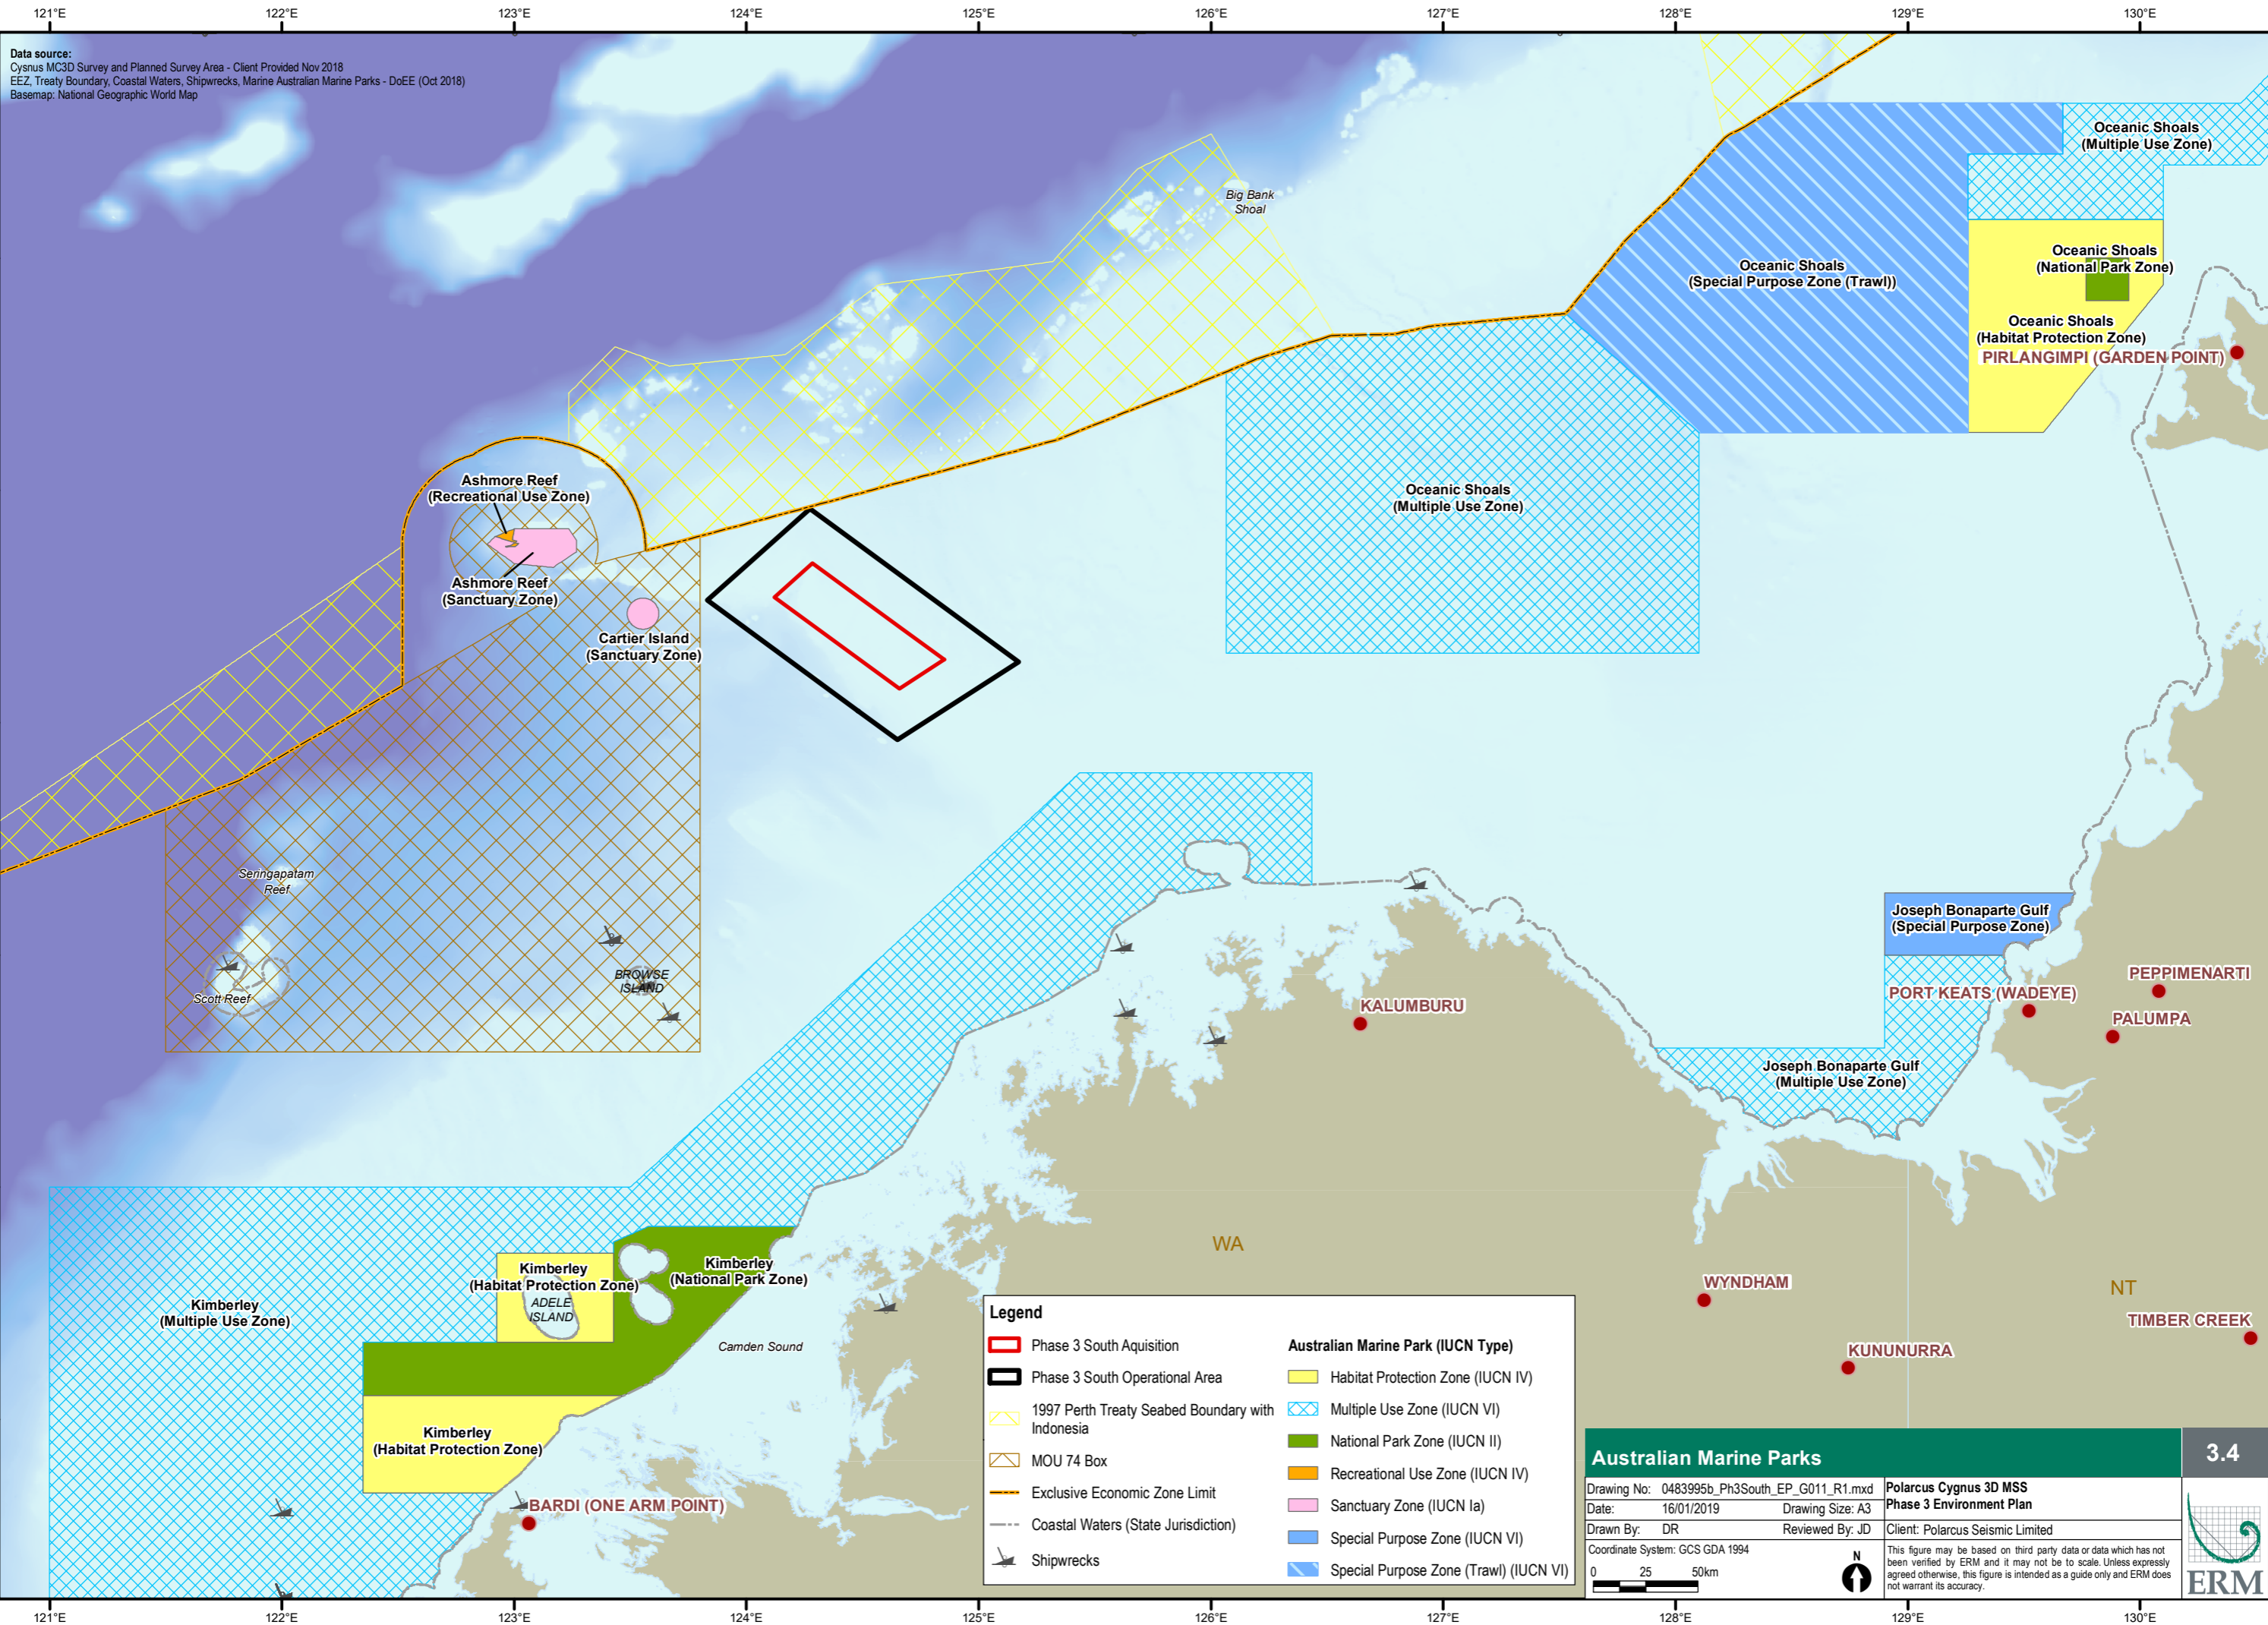 121°E
122°E
123°E
124°E
125°E
126°E
127°E
128°E
129°E
130°E
Data source:
Cysnus MC3D Survey and Planned Survey Area - Client Provided Nov 2018
EEZ, Treaty Boundary, Coastal Waters, Shipwrecks, Marine Australian Marine Parks - DoEE (Oct 2018)
Basemap: National Geographic World Map
Oceanic Shoals
(Multiple Use Zone)
Big Bank
Shoal
Oceanic Shoals
(National Park Zone)
Oceanic Shoals
(Special Purpose Zone (Trawl))
Oceanic Shoals
(Habitat Protection Zone)
PIRLANGIMPI (GARDEN POINT)
Ashmore Reef
(Recreational Use Zone)
Oceanic Shoals
(Multiple Use Zone)
Ashmore Reef
(Sanctuary Zone)
Cartier Island
(Sanctuary Zone)
Seringapatam
Reef
Scott Reef
BROWSE
ISLAND
Joseph Bonaparte Gulf
(Special Purpose Zone)
PEPPIMENARTI
PORT KEATS (WADEYE)
PALUMPA
KALUMBURU
Joseph Bonaparte Gulf
(Multiple Use Zone)
WA
NT
WYNDHAM
TIMBER CREEK
KUNUNURRA
Kimberley
(National Park Zone)
Kimberley
(Habitat Protection Zone)
ADELE
ISLAND
Kimberley
(Multiple Use Zone)
Camden Sound
Kimberley
(Habitat Protection Zone)
BARDI (ONE ARM POINT)
Legend
Phase 3 South Aquisition
Phase 3 South Operational Area
1997 Perth Treaty Seabed Boundary with
Indonesia
MOU 74 Box
Exclusive Economic Zone Limit
Coastal Waters (State Jurisdiction)
Shipwrecks
Australian Marine Park (IUCN Type)
Habitat Protection Zone (IUCN IV)
Multiple Use Zone (IUCN VI)
National Park Zone (IUCN II)
Recreational Use Zone (IUCN IV)
Sanctuary Zone (IUCN Ia)
Special Purpose Zone (IUCN VI)
Special Purpose Zone (Trawl) (IUCN VI)
Australian Marine Parks
3.4
Drawing No: 0483995b_Ph3South_EP_G011_R1.mxd
Date: 16/01/2019 Drawing Size: A3
Drawn By: DR Reviewed By: JD
Coordinate System: GCS GDA 1994
0 25 50km
N
Polarcus Cygnus 3D MSS
Phase 3 Environment Plan
Client: Polarcus Seismic Limited
This figure may be based on third party data or data which has not
been verified by ERM and it may not be to scale. Unless expressly
agreed otherwise, this figure is intended as a guide only and ERM does
not warrant its accuracy.
ERM
121°E
122°E
123°E
124°E
125°E
126°E
127°E
128°E
129°E
130°E